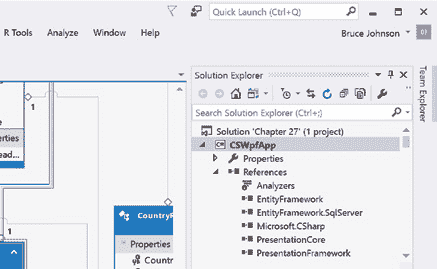 Quick Launch (Ctrl+Q)
R Tools Analyze Window Help
Bruce Johnson
BJ
Solution Explorer
Search Solution Explorer (Ctrl+;)
Solution 'Chapter 27' (1 project)
CSWpfApp
Properties
References
Analyzers
EntityFramework
EntityFramework.SqlServer
Microsoft.CSharp
PresentationCore
PresentationFramework
Team Explorer
1
Properties
ead...
1
CountryR
Properties
Countr